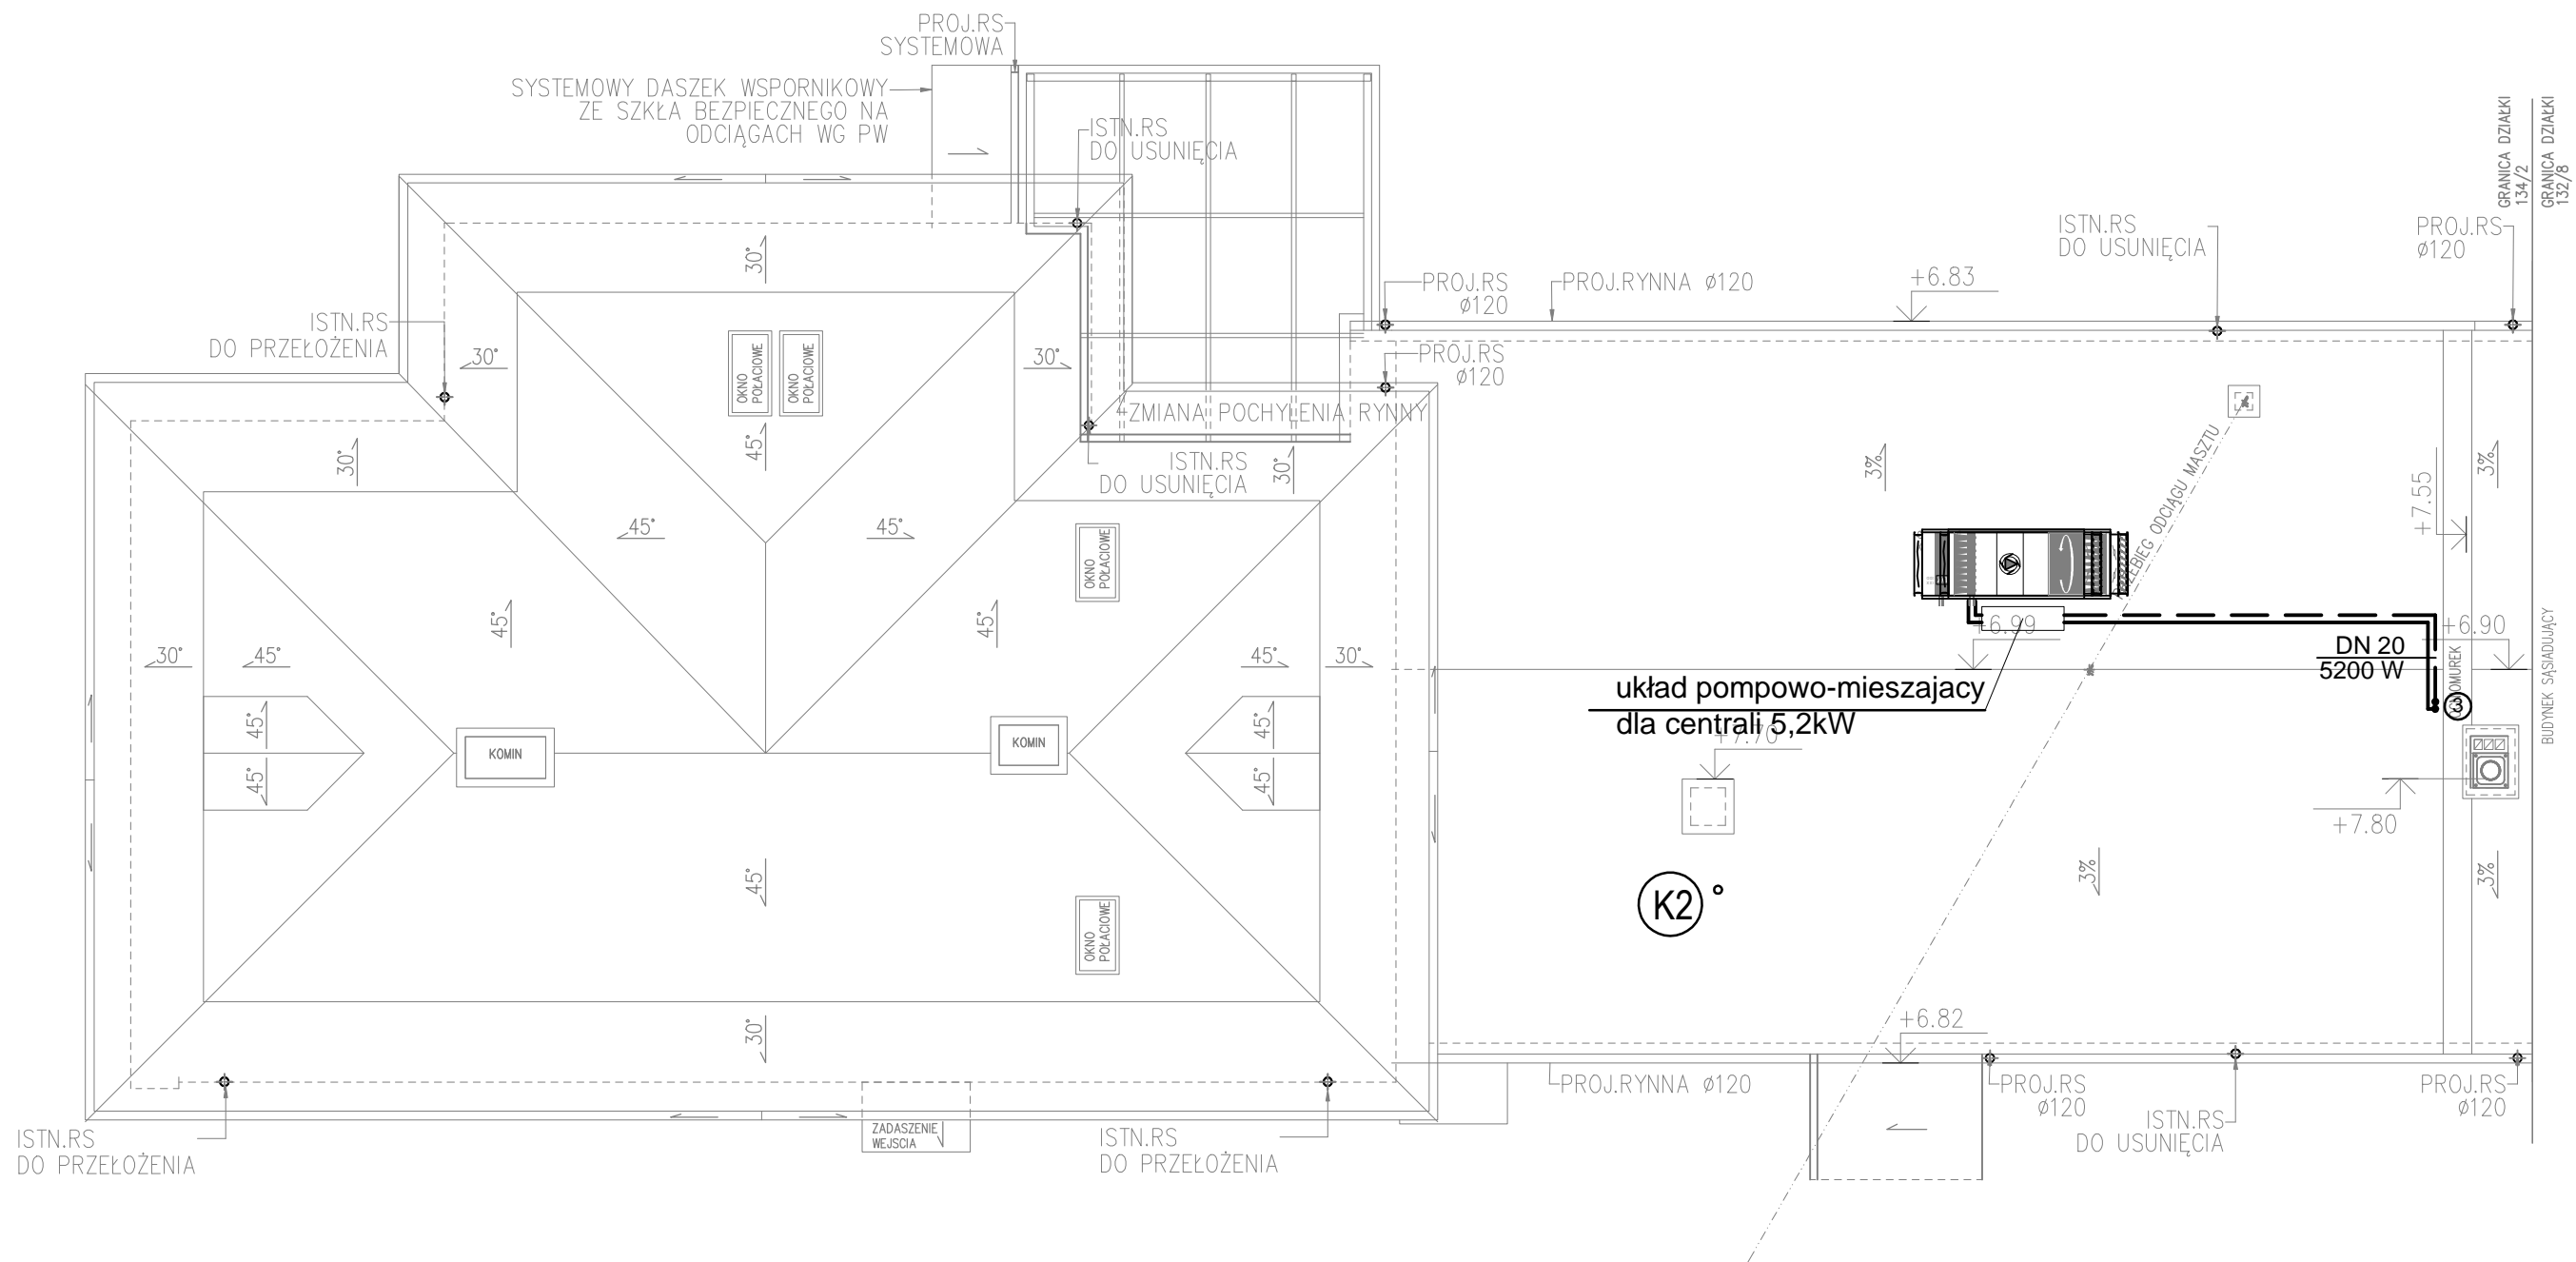 PROJ.RS
SYSTEMOWA
SYSTEMOWY DASZEK WSPORNIKOWY
ZE SZKŁA BEZPIECZNEGO NA
ODCIĄGACH WG PW
ISTN.RS
DO USUNIĘCIA
GRANICA DZIAŁKI
134/2
GRANICA DZIAŁKI
132/8
ISTN.RS
DO USUNIĘCIA
PROJ.RS
ø120
PROJ.RS
ø120
PROJ.RYNNA ø120
+6.83
ISTN.RS
DO PRZEŁOŻENIA
30°
30°
30°
OKNO
POŁACIOWE
OKNO
POŁACIOWE
PROJ.RS
ø120
ZMIANA POCHYLENIA RYNNY
45°
30°
ISTN.RS
DO USUNIĘCIA
30°
3%
3%
+7.55
45°
45°
OKNO
POŁACIOWE
45°
45°
30°
45°
45°
30°
+6.99
+6.90
DN 20
5200 W
BUDYNEK SĄSIADUJĄCY
układ pompowo-mieszajacy
dla centrali 5,2kW
3
45°
45°
KOMIN
KOMIN
45°
45°
+7.70
+7.80
45°
3%
3%
K2
OKNO
POŁACIOWE
30°
+6.82
PROJ.RYNNA ø120
PROJ.RS
ø120
PROJ.RS
ø120
ISTN.RS
DO USUNIĘCIA
ISTN.RS
DO PRZEŁOŻENIA
ZADASZENIE
WEJSCIA
ISTN.RS
DO PRZEŁOŻENIA
ODCIĄGU MASZTU